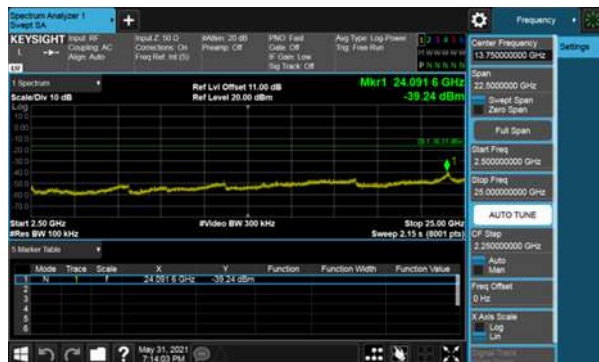 Spectrum Analyzer 1
Swept SA
+
Frequency
KEYSIGHT Input: RF
Coupling: AC
Align: Auto
Input Z: 50 Ω
Corrections: On
Freq Ref: Int (S)
#Atten: 20 dB
Preamp: Off
PNO: Fast
Gate: Off
IF Gain: Low
Sig Track: Off
Avg Type: Log-Power
Trig: Free Run
1 2 3 4 5 6
M W W W W W
P N N N N N
1 Spectrum
Scale/Div 10 dB
Log
Ref Lvl Offset 11.00 dB
Ref Level 20.00 dBm
Mkr1 24.091 6 GHz
-39.24 dBm
10.0
0.00
1
Start 2.50 GHz
#Res BW 100 kHz
#Video BW 300 kHz
Stop 25.00 GHz
Sweep 2.15 s (8001 pts)
5 Marker Table
Mode Trace Scale X Y Function Function Width Function Value
1 N 1 f 24.091 6 GHz -39.24 dBm
2
3
4
5
6
May 31, 2021
7:14:03 PM
Center Frequency
13.750000000 GHz
Settings
Span
22.5000000 GHz
Swept Span
Zero Span
Full Span
Start Freq
2.500000000 GHz
Stop Freq
25.000000000 GHz
AUTO TUNE
CF Step
2.250000000 GHz
Auto
Man
Freq Offset
0 Hz
X Axis Scale
Log
Lin
Signal Track